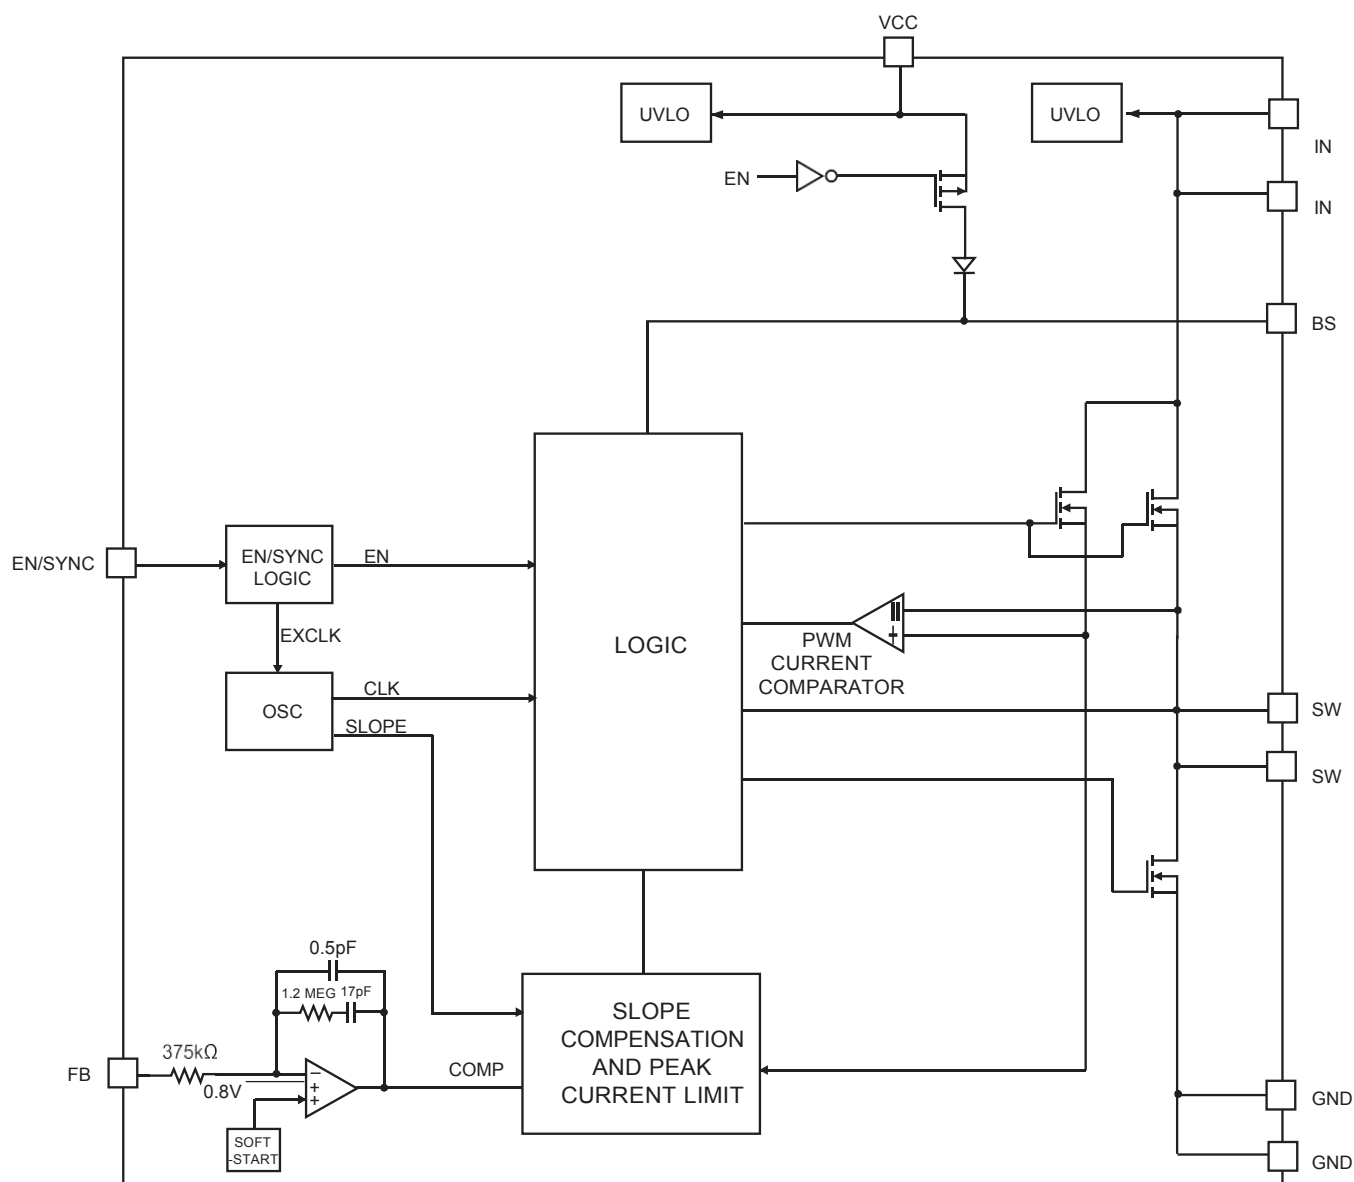 VCC
UVLO
UVLO
IN
EN
IN
BS
EN/SYNC
EN/SYNC
LOGIC
EN
EXCLK
LOGIC
PWM
CURRENT
COMPARATOR
OSC
CLK
SLOPE
SW
SW
0.5pF
1.2 MEG 17pF
SLOPE
COMPENSATION
AND PEAK
CURRENT LIMIT
FB
375kΩ
0.8V
−
+
+
COMP
SOFT
-START
+
GND
GND